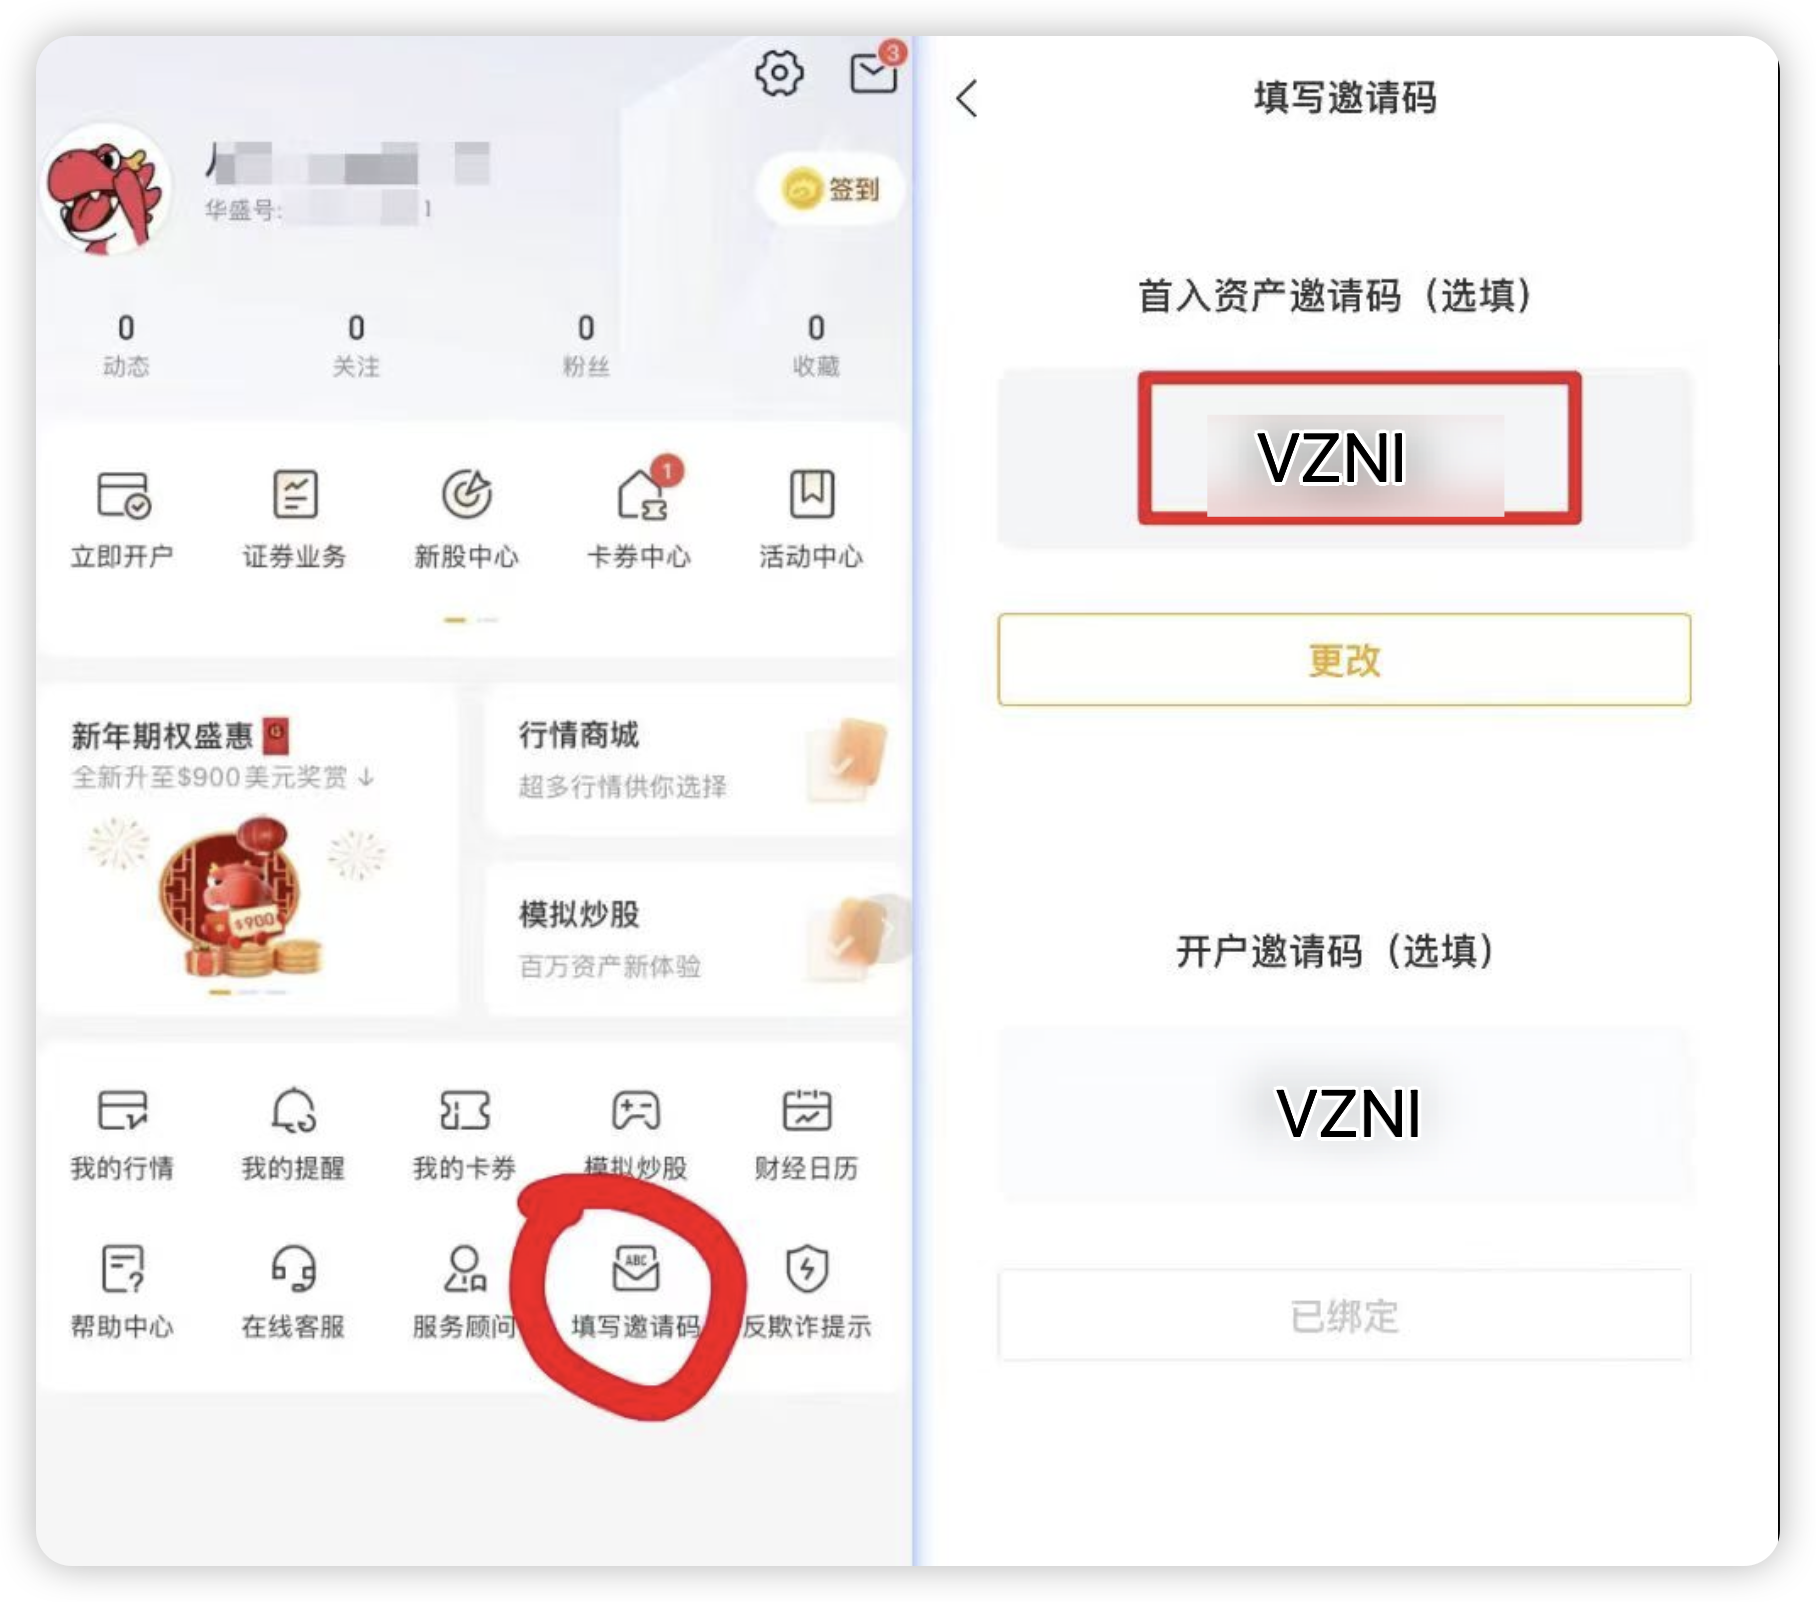 3
华盛号:
1
签到
0
0
0
0
动态
关注
粉丝
收藏
1
立即开户
证券业务
新股中心
卡券中心
活动中心
新年期权盛惠
全新升至$900美元奖赏↓
$900
行情商城
超多行情供你选择
模拟炒股
百万资产新体验
我的行情
我的提醒
我的卡券
模拟炒股
财经日历
ABC
帮助中心
在线客服
服务顾问
填写邀请码
反欺诈提示
填写邀请码
首入资产邀请码（选填）
VZNI
更改
开户邀请码（选填）
VZNI
已绑定